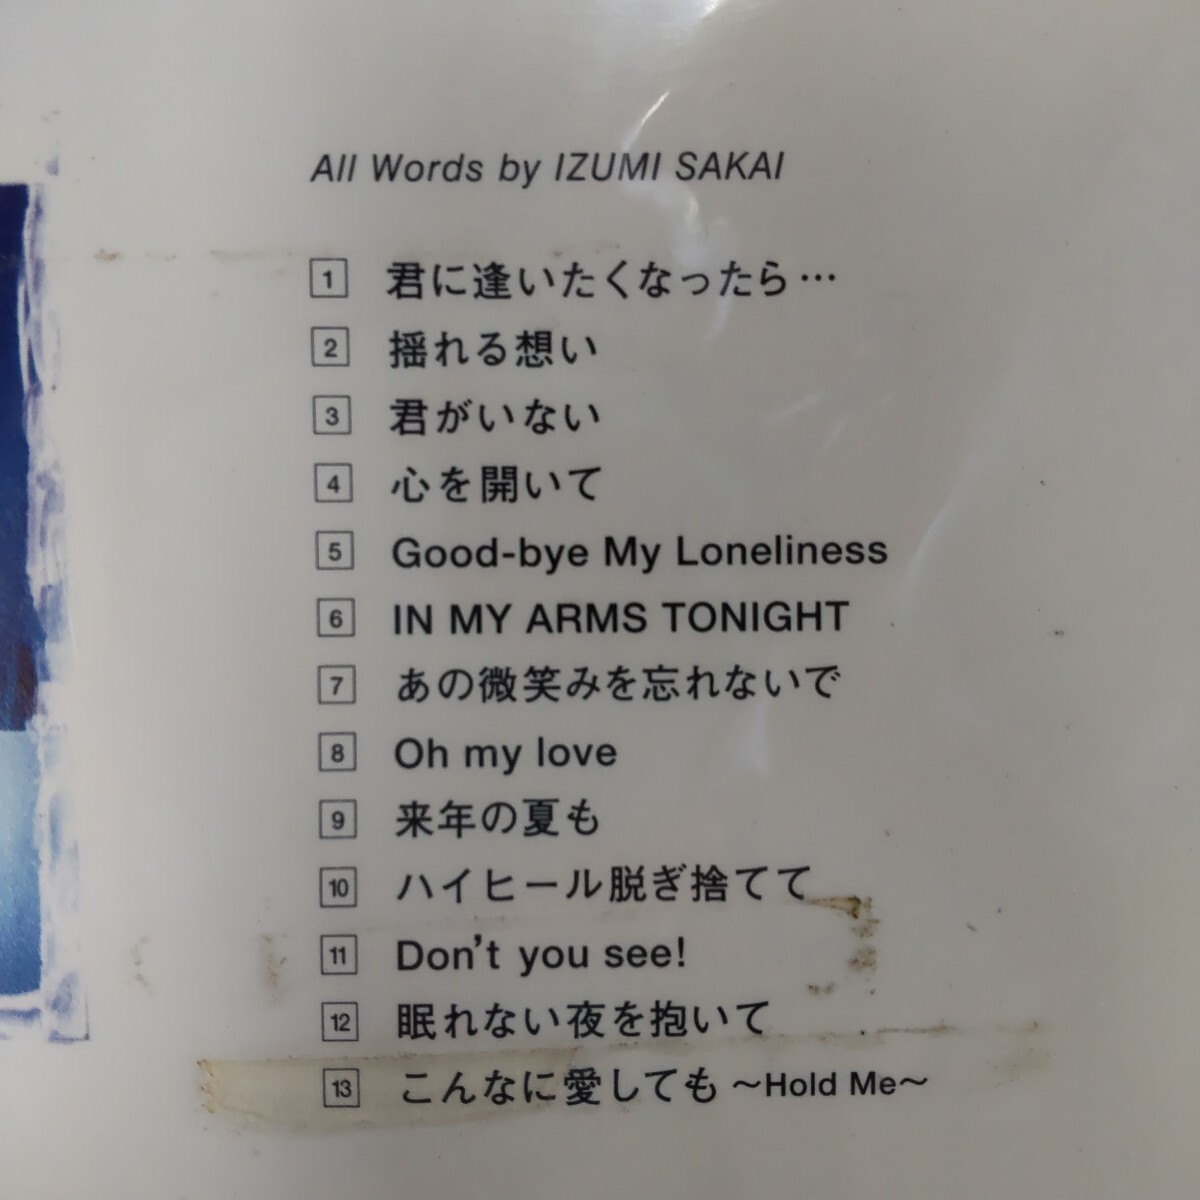 All Words by IZUMI SAKAI
1 君に逢いたくなったら…
2 揺れる想い
3 君がいない
4 心を開いて
5 Good-bye My Loneliness
6 IN MY ARMS TONIGHT
7 あの微笑みを忘れないで
8 Oh my love
9 来年の夏も
10 ハイヒール脱ぎ捨てて
11 Don't you see!
12 眠れない夜を抱いて
13 こんなに愛しても 〜Hold Me〜